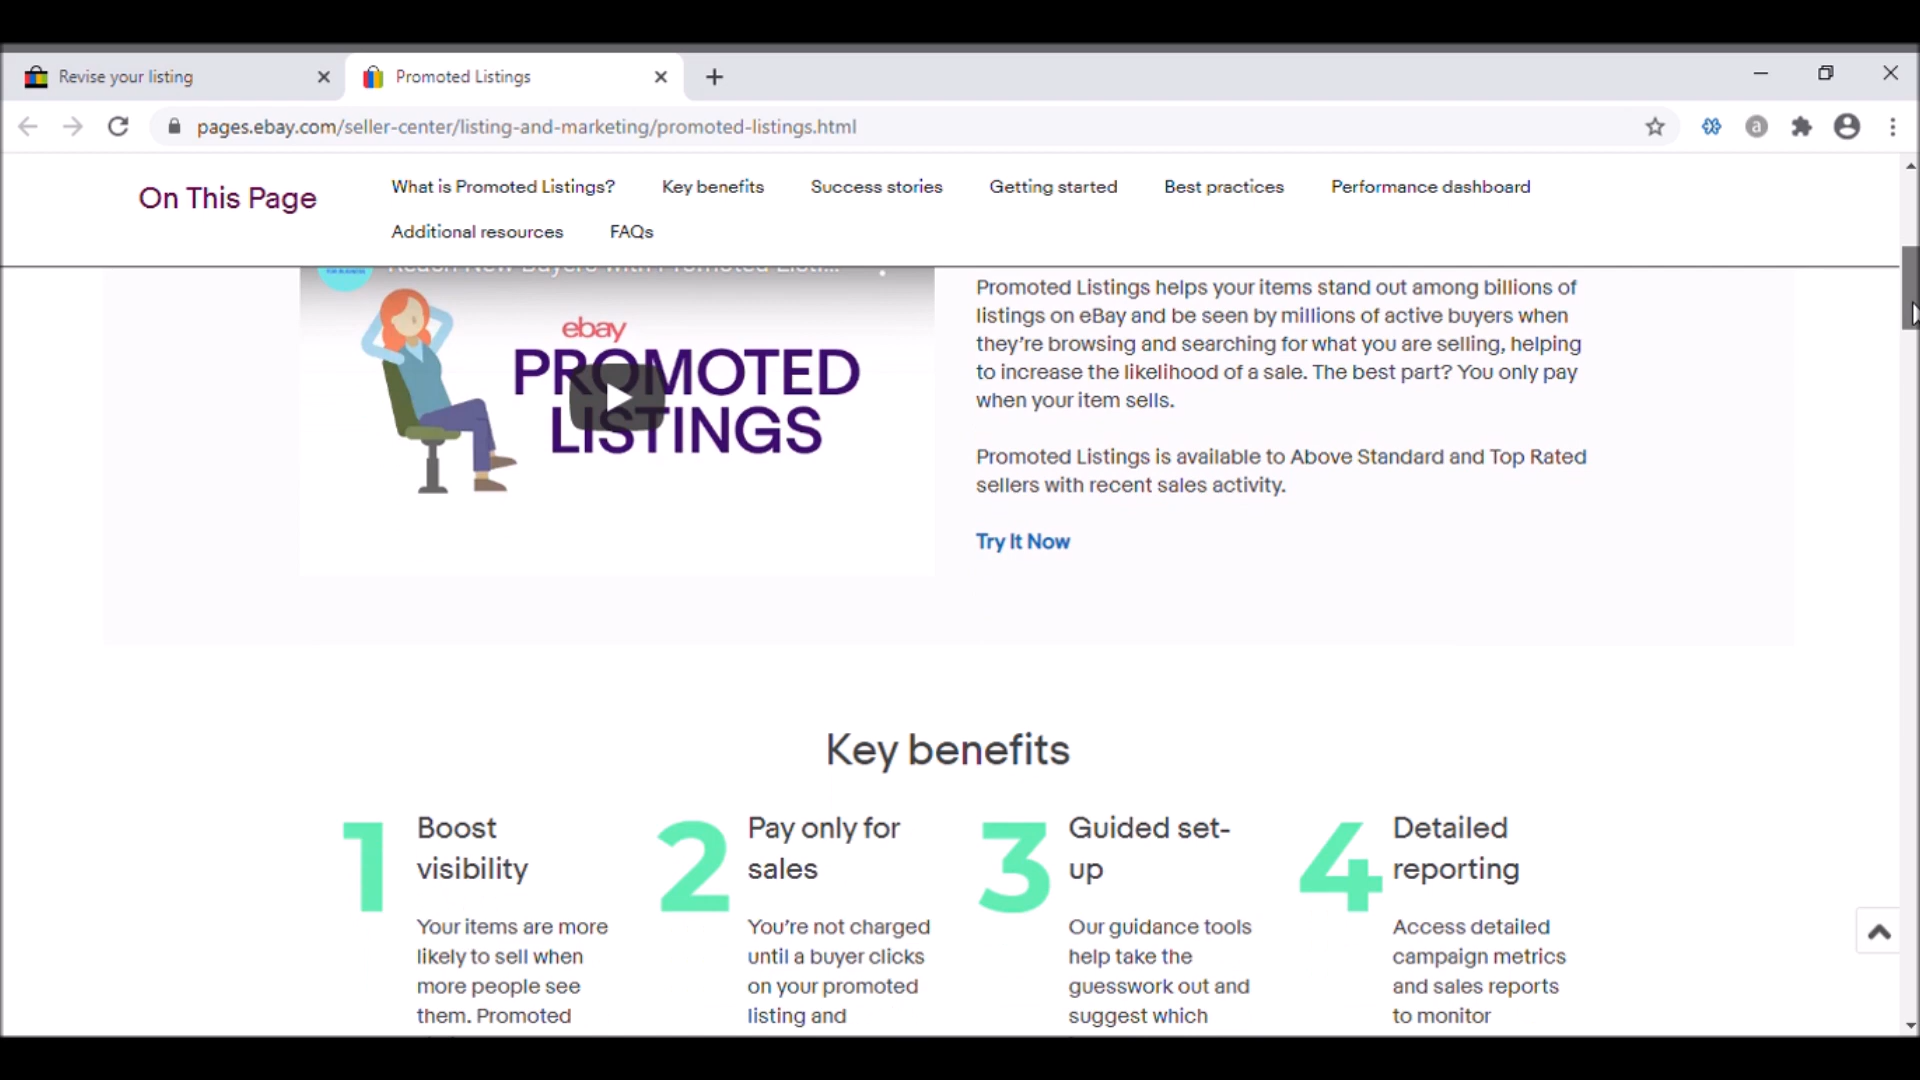 Revise your listing
Promoted Listings
pages.ebay.com/seller-center/listing-and-marketing/promoted-listings.html
a
On This Page
What is Promoted Listings?
Key benefits
Success stories
Getting started
Best practices
Performance dashboard
Additional resources
FAQs
Reach New Buyers with Promoted Listi...
ebay
PROMOTED
LISTINGS
Promoted Listings helps your items stand out among billions of
listings on eBay and be seen by millions of active buyers when
they're browsing and searching for what you are selling, helping
to increase the likelihood of a sale. The best part? You only pay
when your item sells.
Promoted Listings is available to Above Standard and Top Rated
sellers with recent sales activity.
Try It Now
Key benefits
1
Boost
visibility
Your items are more
likely to sell when
more people see
them. Promoted
2
Pay only for
sales
You're not charged
until a buyer clicks
on your promoted
listing and
3
Guided set-
up
Our guidance tools
help take the
guesswork out and
suggest which
4
Detailed
reporting
Access detailed
campaign metrics
and sales reports
to monitor